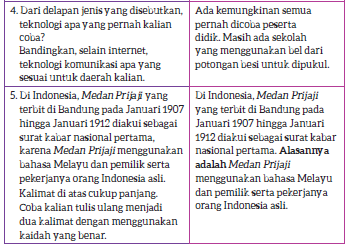 4. Dari delapan jenis yang disebutkan,
teknologi apa yang pernah kalian
coba?
Bandingkan, selain internet,
teknologi komunikasi apa yang
sesuai untuk daerah kalian.
Ada kemungkinan semua
pernah dicoba peserta
didik. Masih ada sekolah
yang menggunakan bel dari
potongan besi untuk dipukul.
5. Di Indonesia, Medan Prijaji yang
terbit di Bandung pada Januari 1907
hingga Januari 1912 diakui sebagai
surat kabar nasional pertama,
karena Medan Prijaji menggunakan
bahasa Melayu dan pemilik serta
pekerjanya orang Indonesia asli.
Kalimat di atas cukup panjang.
Coba kalian tulis ulang menjadi
dua kalimat dengan menggunakan
kaidah yang benar.
Di Indonesia, Medan Prijaji
yang terbit di Bandung pada
Januari 1907 hingga Januari
1912 diakui sebagai surat kabar
nasional pertama. Alasannya
adalah Medan Prijaji
menggunakan bahasa Melayu
dan pemilik serta pekerjanya
orang Indonesia asli.